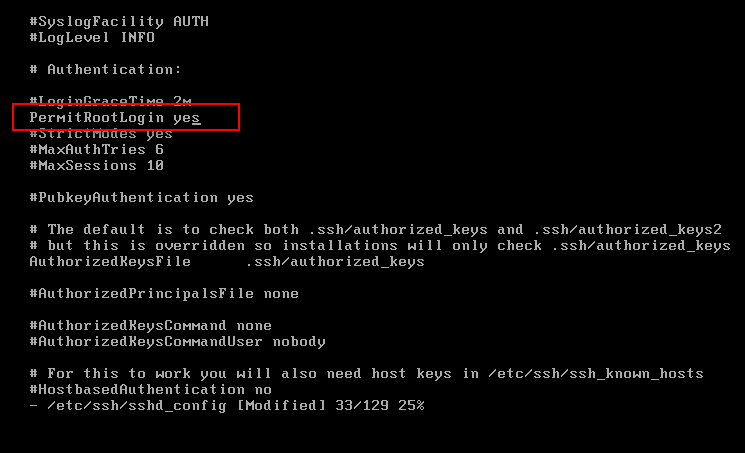 #SyslogFacility AUTH
#LogLevel INFO
# Authentication:
#LoginGraceTime 2m
PermitRootLogin yes
#StrictModes yes
#MaxAuthTries 6
#MaxSessions 10
#PubkeyAuthentication yes
# The default is to check both .ssh/authorized_keys and .ssh/authorized_keys2
# but this is overridden so installations will only check .ssh/authorized_keys
AuthorizedKeysFile      .ssh/authorized_keys
#AuthorizedPrincipalsFile none
#AuthorizedKeysCommand none
#AuthorizedKeysCommandUser nobody
# For this to work you will also need host keys in /etc/ssh/ssh_known_hosts
#HostbasedAuthentication no
- /etc/ssh/sshd_config [Modified] 33/129 25%